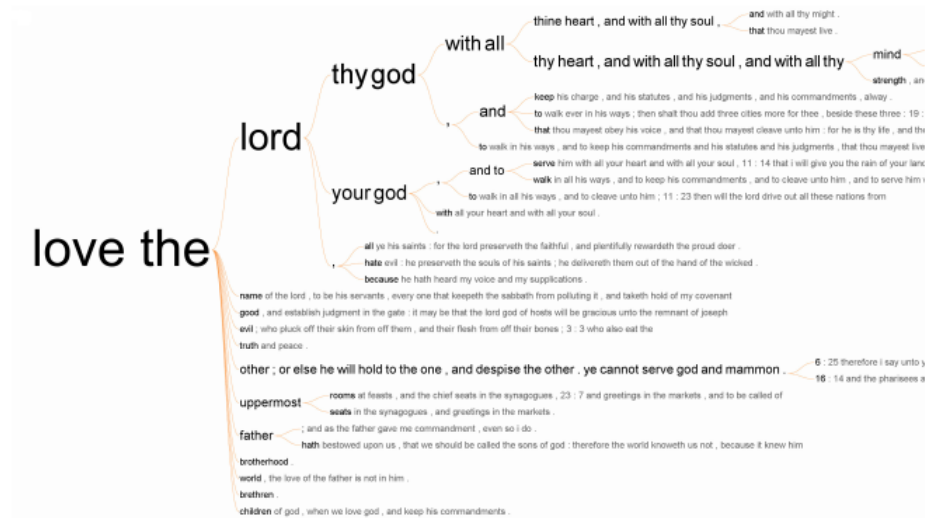 love the
lord
thy god
with all
thine heart , and with all thy soul ,
and with all thy might .
that thou mayest live .
thy heart , and with all thy soul , and with all thy
mind
strength , an
,
and
keep his charge , and his statutes , and his judgments , and his commandments , alway .
to walk ever in his ways ; then shalt thou add three cities more for thee , beside these three : 19 :
that thou mayest obey his voice , and that thou mayest cleave unto him : for he is thy life , and the
to walk in his ways , and to keep his commandments and his statutes and his judgments , that thou mayest live
your god
,
and to
serve him with all your heart and with all your soul , 11 : 14 that i will give you the rain of your land
walk in all his ways , and to keep his commandments , and to cleave unto him , and to serve him
to walk in all his ways , and to cleave unto him ; 11 : 23 then will the lord drive out all these nations from
with all your heart and with all your soul .
.
,
all ye his saints : for the lord preserveth the faithful , and plentifully rewardeth the proud doer .
hate evil : he preserveth the souls of his saints ; he delivereth them out of the hand of the wicked .
because he hath heard my voice and my supplications .
name of the lord , to be his servants , every one that keepeth the sabbath from polluting it , and taketh hold of my covenant
good , and establish judgment in the gate : it may be that the lord god of hosts will be gracious unto the remnant of joseph
evil ; who pluck off their skin from off them , and their flesh from off their bones ; 3 : 3 who also eat the
truth and peace .
other ; or else he will hold to the one , and despise the other . ye cannot serve god and mammon .
6 : 25 therefore i say unto y
16 : 14 and the pharisees a
uppermost
rooms at feasts , and the chief seats in the synagogues , 23 : 7 and greetings in the markets , and to be called of
seats in the synagogues , and greetings in the markets .
father
; and as the father gave me commandment , even so i do .
hath bestowed upon us , that we should be called the sons of god : therefore the world knoweth us not , because it knew him
brotherhood .
world , the love of the father is not in him .
brethren .
children of god , when we love god , and keep his commandments .